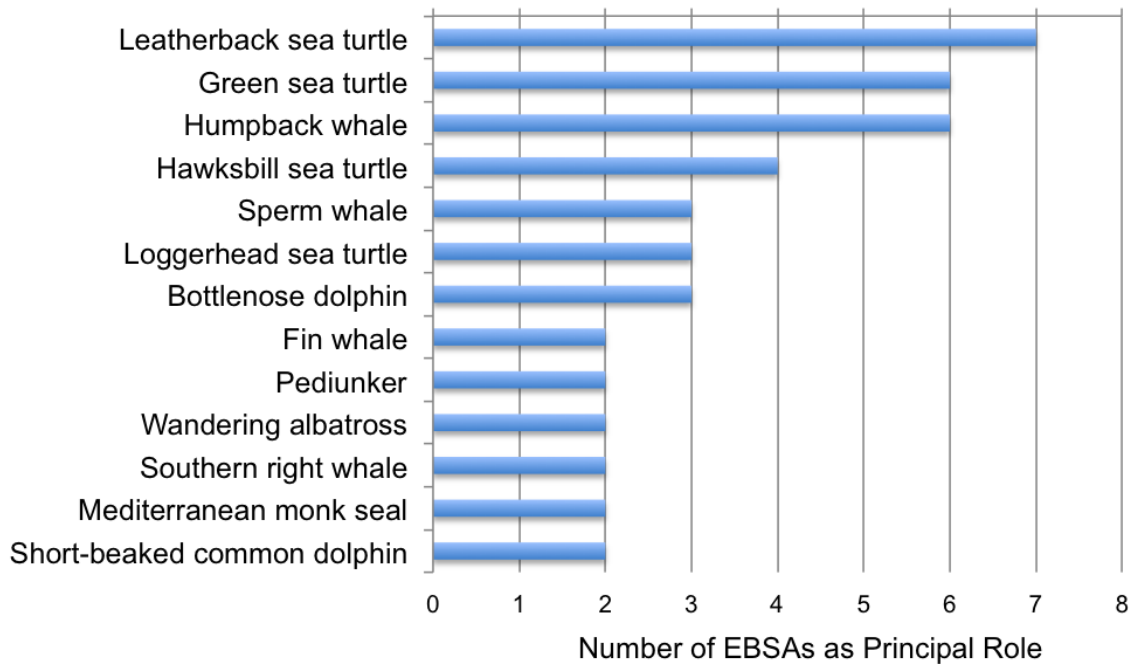 Leatherback sea turtle
Green sea turtle
Humpback whale
Hawksbill sea turtle
Sperm whale
Loggerhead sea turtle
Bottlenose dolphin
Fin whale
Pediunker
Wandering albatross
Southern right whale
Mediterranean monk seal
Short-beaked common dolphin
0 1 2 3 4 5 6 7 8
Number of EBSAs as Principal Role